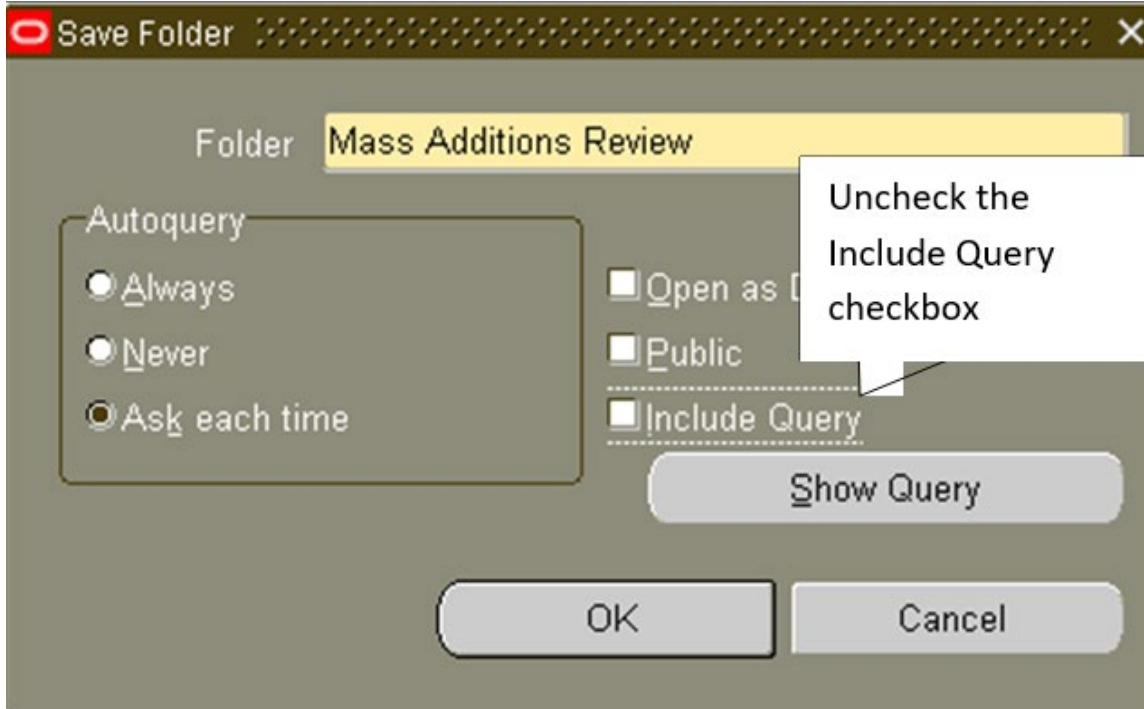 Save Folder
Folder Mass Additions Review
Autoquery
Always
Never
Ask each time
Open as
Public
Include Query
Uncheck the
Include Query
checkbox
Show Query
OK Cancel